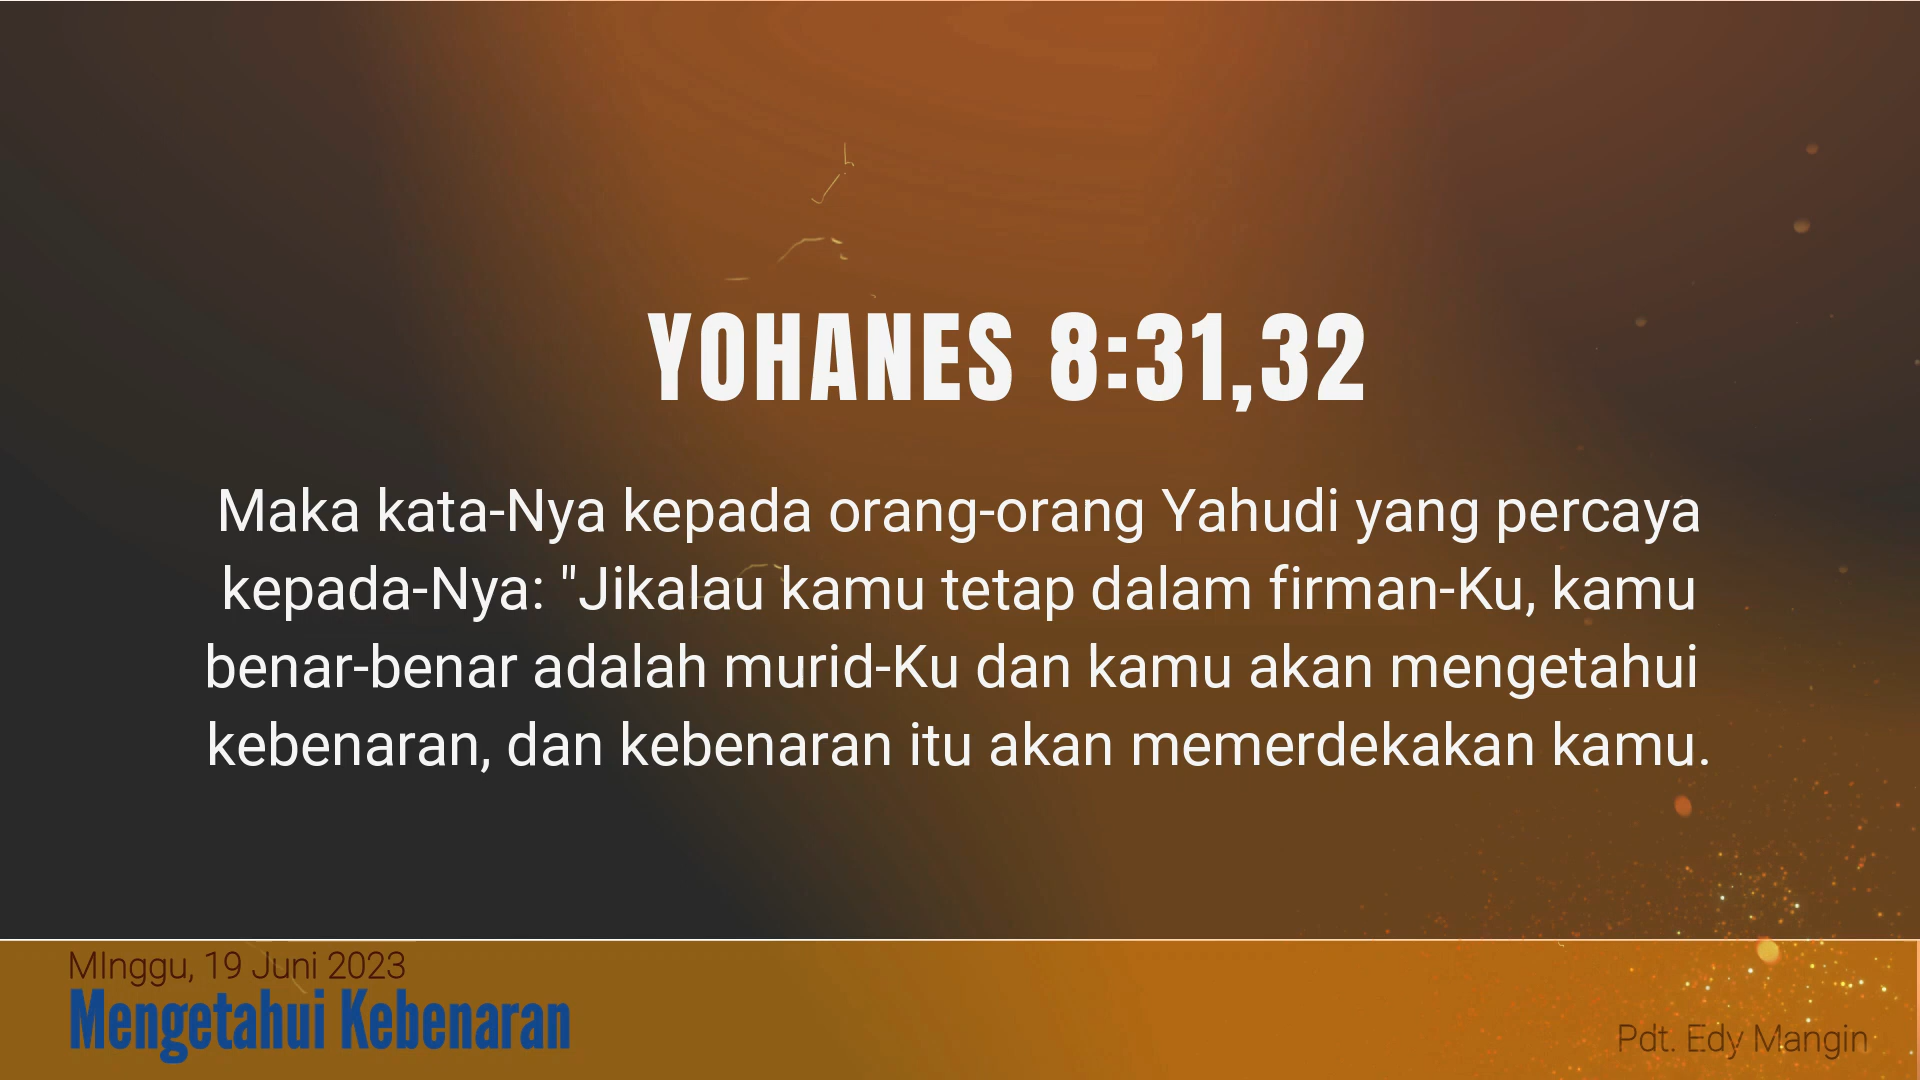 YOHANES 8:31,32
Maka kata-Nya kepada orang-orang Yahudi yang percaya
kepada-Nya: "Jikalau kamu tetap dalam firman-Ku, kamu
benar-benar adalah murid-Ku dan kamu akan mengetahui
kebenaran, dan kebenaran itu akan memerdekakan kamu.
MInggu, 19 Juni 2023
Mengetahui Kebenaran
Pdt. Edy Mangin